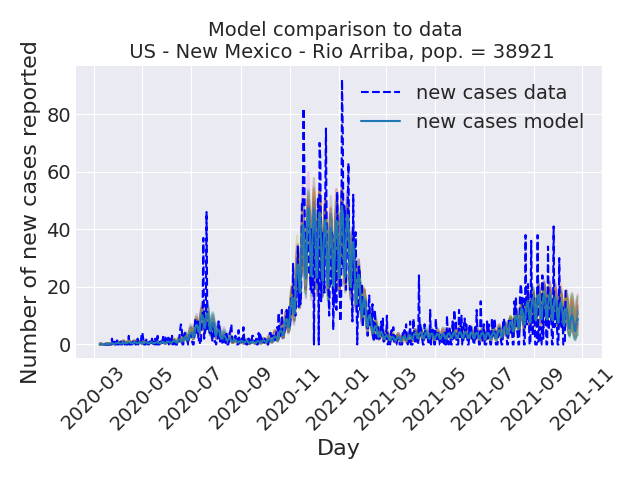 Model comparison to data
US - New Mexico - Rio Arriba, pop. = 38921
Number of new cases reported
80
60
40
20
0
new cases data
new cases model
2020-03
2020-05
2020-07
2020-09
2020-11
2021-01
2021-03
2021-05
2021-07
2021-09
2021-11
Day